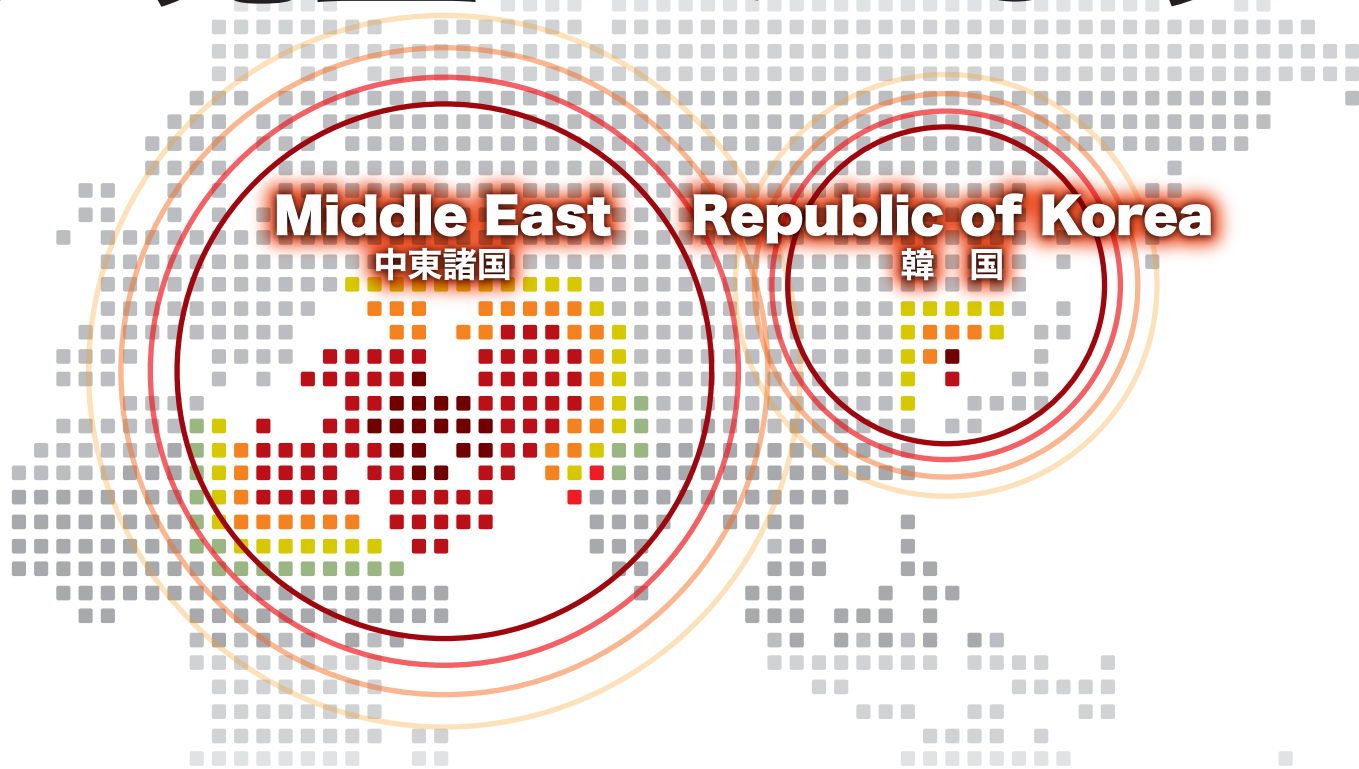 Middle East
中東諸国
Republic of Korea
韓 国